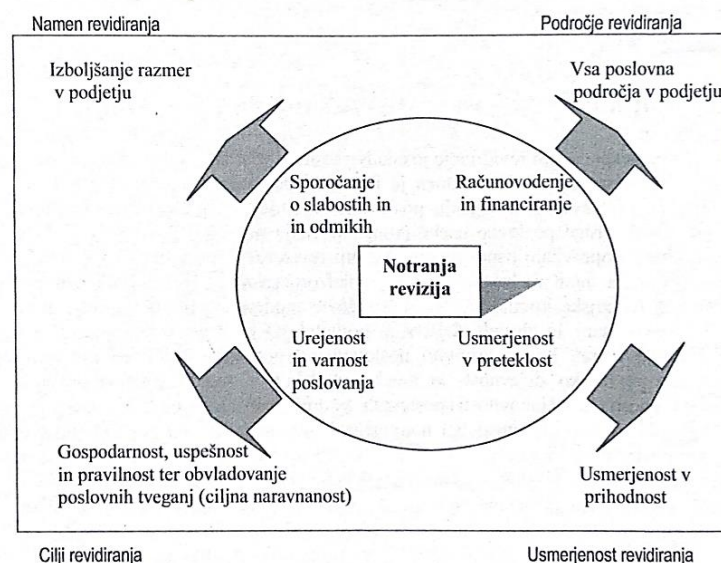 Namen revidiranja
Področje revidiranja
Izboljšanje razmer
v podjetju
Vsa poslovna
področja v podjetju
Sporočanje
o slabostih in
in odmikih
Računovodenje
in financiranje
Notranja
revizija
Urejenost
in varnost
poslovanja
Usmerjenost
v preteklost
Gospodarnost, uspešnost
in pravilnost ter obvladovanje
poslovnih tveganj (ciljna naravnanost)
Usmerjenost v
prihodnost
Cilji revidiranja
Usmerjenost revidiranja